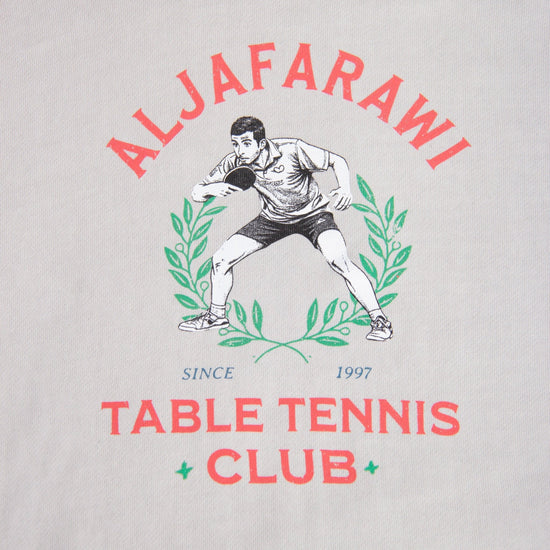 ALJAFARAWI
SINCE 1997
TABLE TENNIS
CLUB